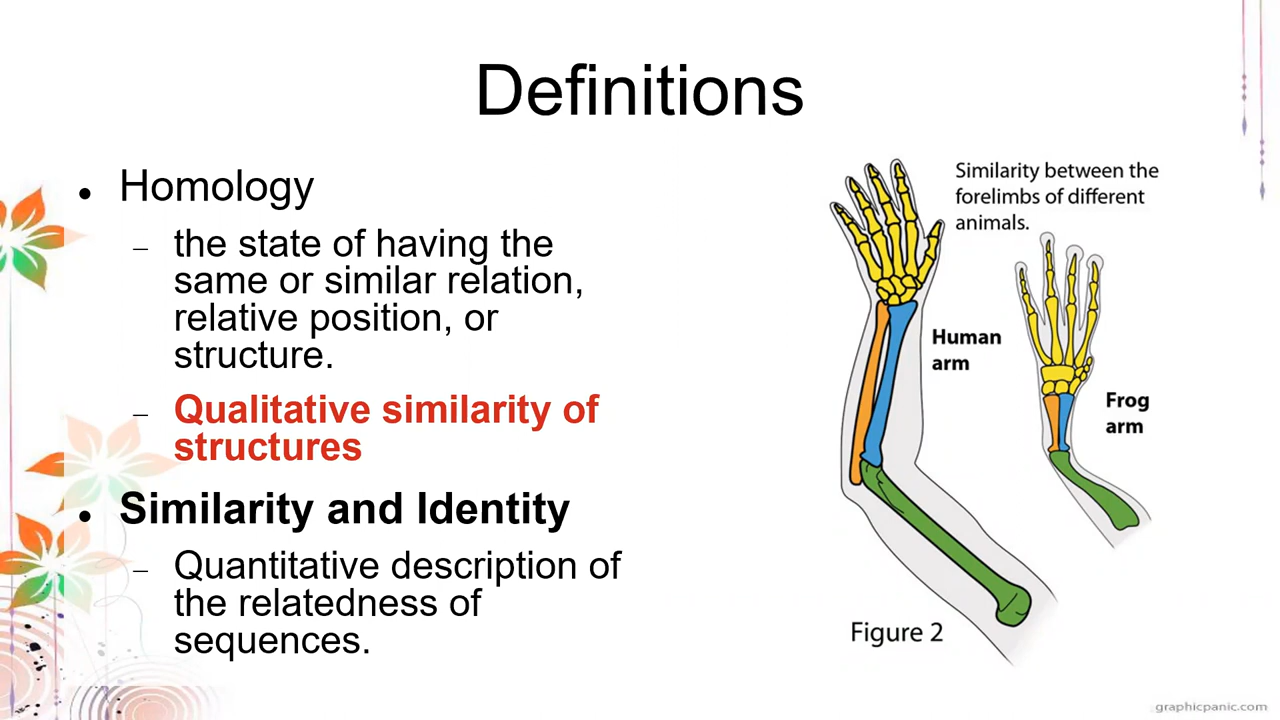 Definitions
● Homology
– the state of having the
same or similar relation,
relative position, or
structure.
– Qualitative similarity of
structures
● Similarity and Identity
– Quantitative description of
the relatedness of
sequences.
Similarity between the
forelimbs of different
animals.
Human
arm
Frog
arm
Figure 2
graphicpanic.com